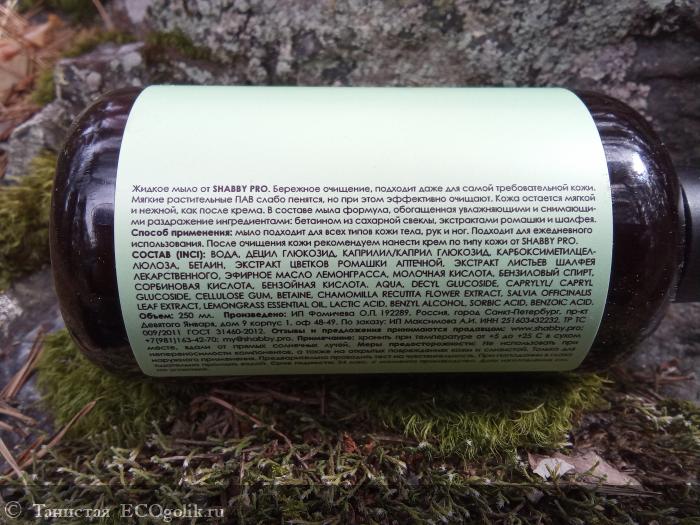 Жидкое мыло от SHABBY PRO. Бережное очищение, подходит даже для самой требовательной кожи.
Мягкие растительные ПАВ слабо пенятся, но при этом эффективно очищают. Кожа остается мягкой
и нежной, как после крема. В составе мыла формула, обогащенная увлажняющими и снимающи-
ми раздражение ингредиентами: бетаином из сахарной свеклы, экстрактами ромашки и шалфея.
Способ применения: мыло подходит для всех типов кожи тела, рук и ног. Подходит для ежедневного
использования. После очищения кожи рекомендуем нанести крем по типу кожи от SHABBY PRO.
СОСТАВ (INCI): ВОДА, ДЕЦИЛ ГЛЮКОЗИД, КАПРИЛИЛ/КАПРИЛ ГЛЮКОЗИД, КАРБОКСИМЕТИЛЦЕЛ-
ЛЮЛОЗА, БЕТАИН, ЭКСТРАКТ ЦВЕТКОВ РОМАШКИ АПТЕЧНОЙ, ЭКСТРАКТ ЛИСТЬЕВ ШАЛФЕЯ
ЛЕКАРСТВЕННОГО, ЭФИРНОЕ МАСЛО ЛЕМОНГРАССА, МОЛОЧНАЯ КИСЛОТА, БЕНЗИЛОВЫЙ СПИРТ,
СОРБИНОВАЯ КИСЛОТА, БЕНЗОЙНАЯ КИСЛОТА. AQUA, DECYL GLUCOSIDE, CAPRYLYL/ CAPRYL
GLUCOSIDE, CELLULOSE GUM, BETAINE, CHAMOMILLA RECUTITA FLOWER EXTRACT, SALVIA OFFICINALIS
LEAF EXTRACT, LEMONGRASS ESSENTIAL OIL, LACTIC ACID, BENZYL ALCOHOL, SORBIC ACID, BENZOIC ACID.
Объем: 250 мл. Произведено: ИП Фомичева О.П. 192289, Россия, город Санкт-Петербург, пр-кт
Девятого Января, дом 9 корпус 1, оф 48-49. По заказу: ИП Максимова А.И. ИНН 251603432232, ТР ТС
009/2011 ГОСТ 31460-2012. Отзывы и предложения принимаются продавцом: www.shabby.pro;
+7(981)163-42-70; my@shabby.pro. Примечание: хранить при температуре от +5 до +25 С в сухом
месте, вдали от прямых солнечных лучей. Меры предосторожности: Не использовать при
непереносимости компонентов, а также на открытых повреждениях кожи и слизистой. Только для
наружного применения.
Танистая ECOgolik.ru